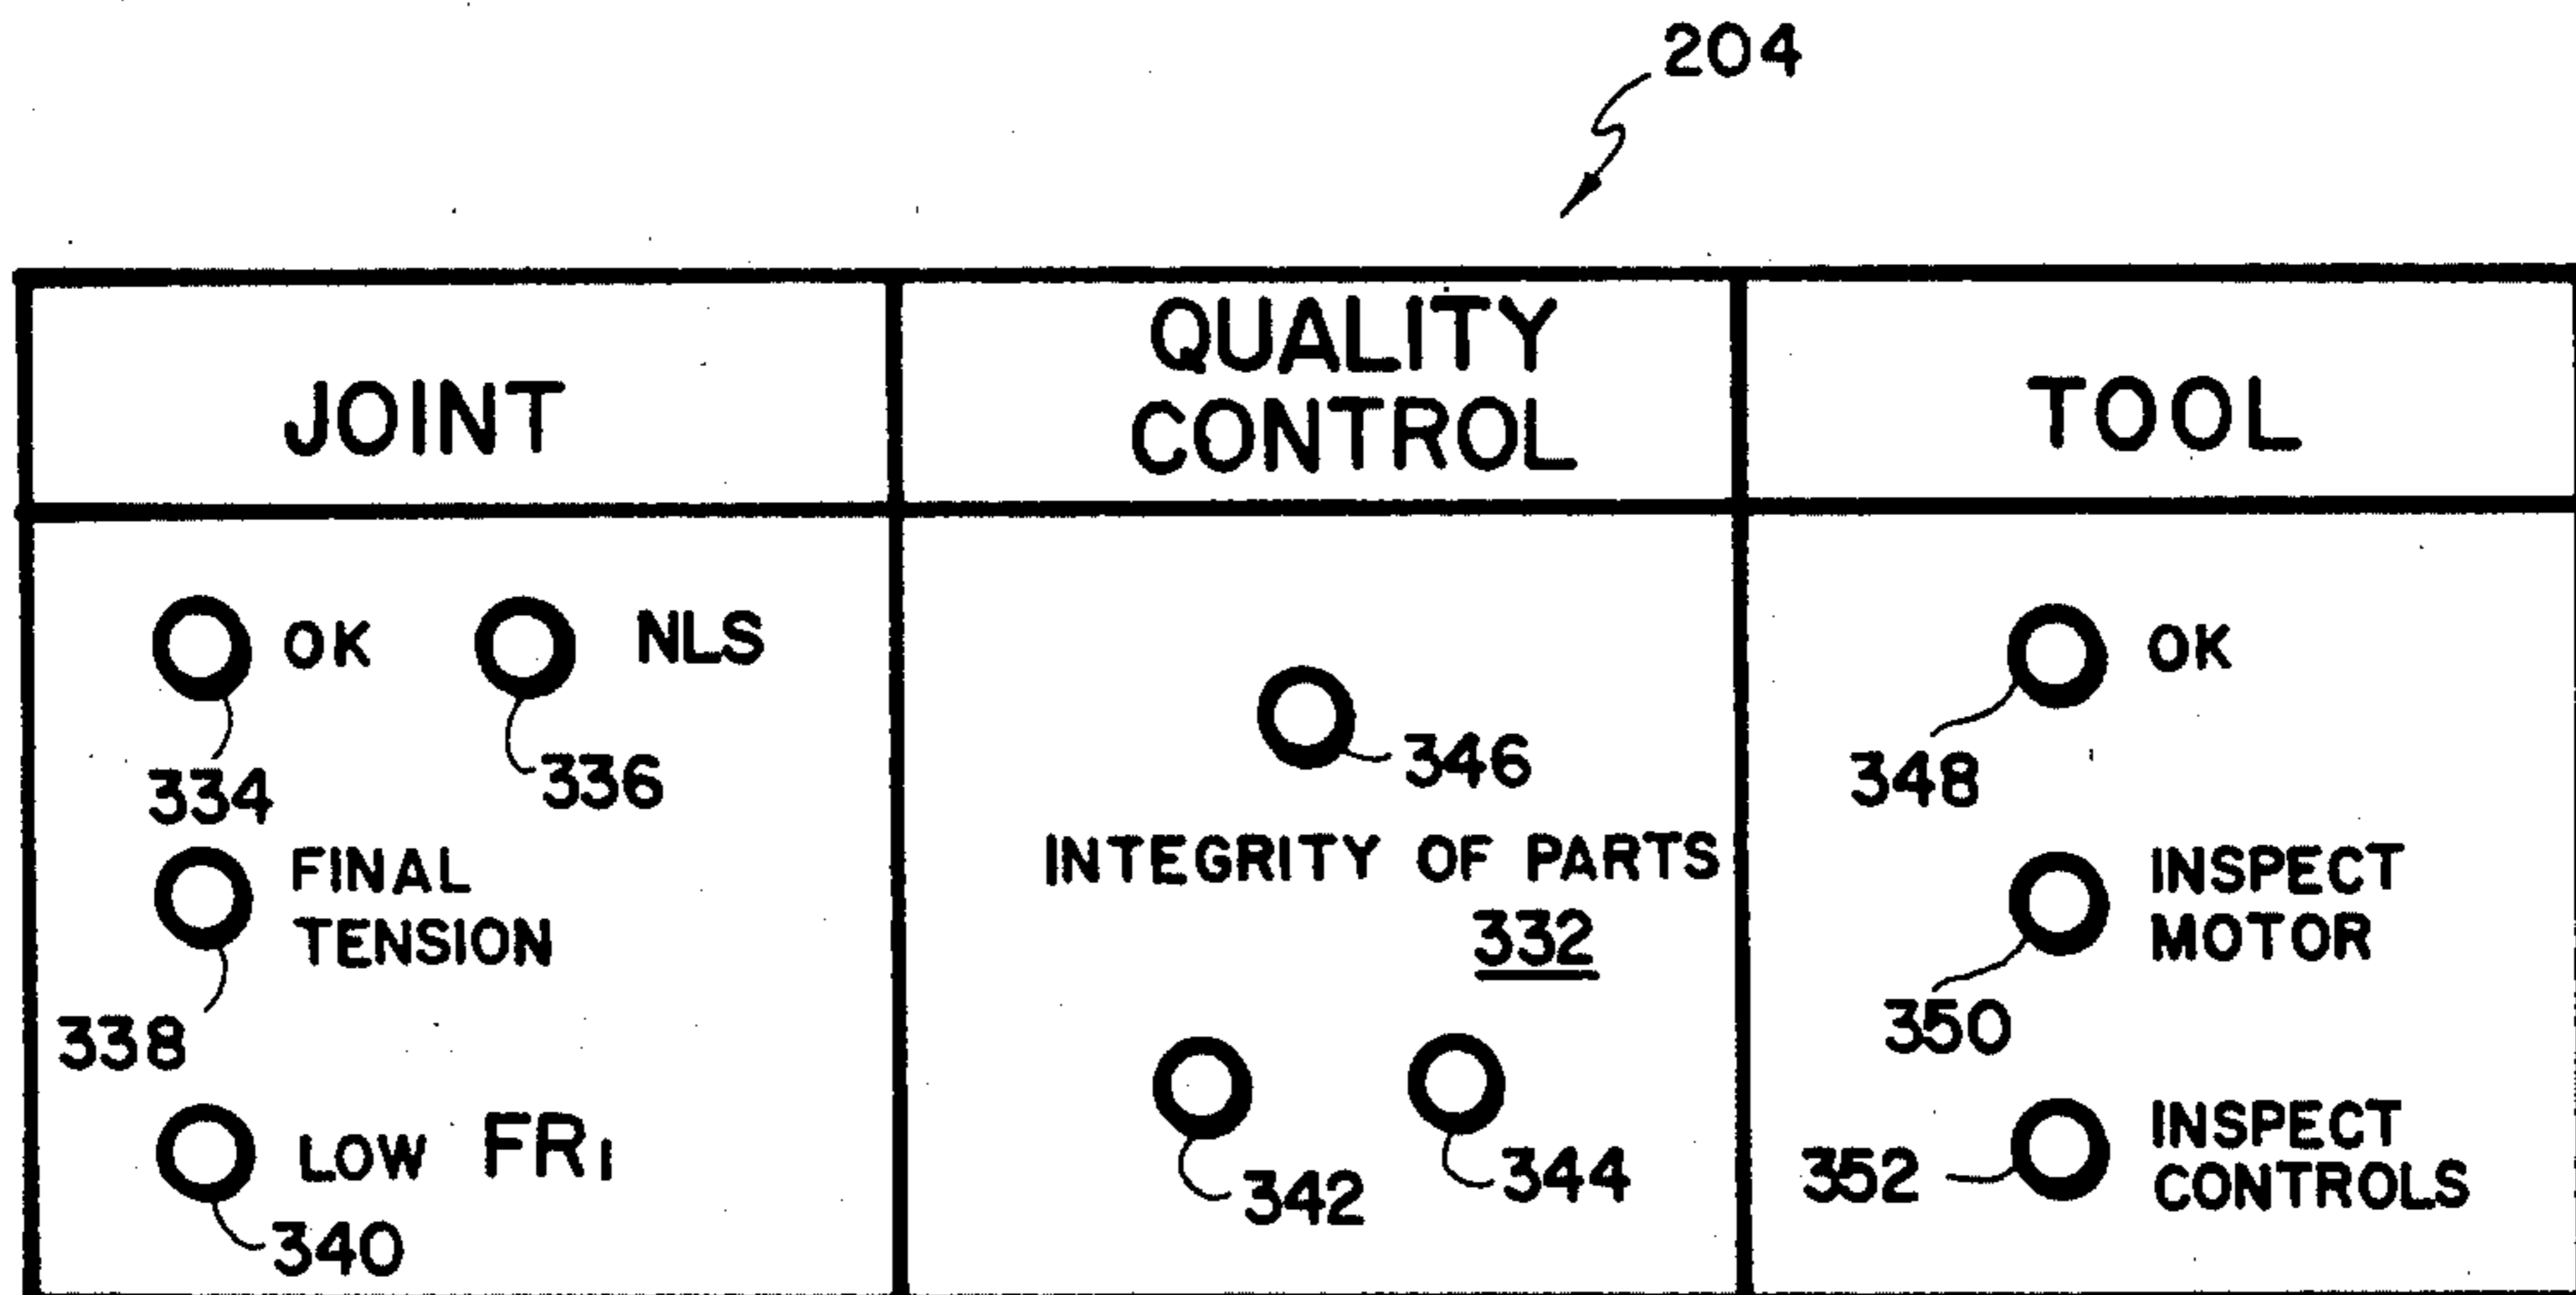 204
JOINT
QUALITY
CONTROL
TOOL
OK
NLS
334
336
FINAL
TENSION
338
LOW FR1
340
346
INTEGRITY OF PARTS
332
342
344
OK
348
INSPECT
MOTOR
350
INSPECT
CONTROLS
352